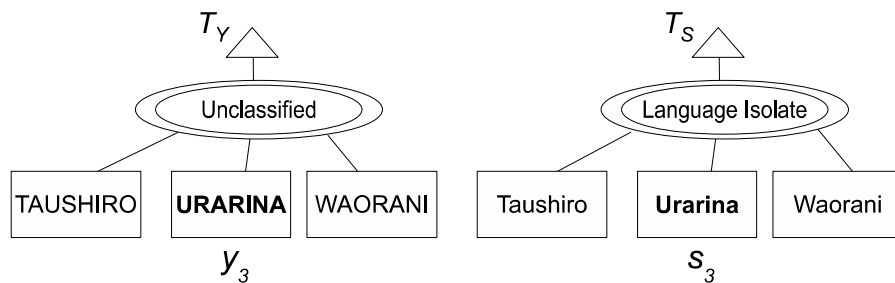 T_Y T_S
Unclassified Language Isolate
TAUSHIRO URARINA WAORANI Taushiro Urarina Waorani
y_3 s_3